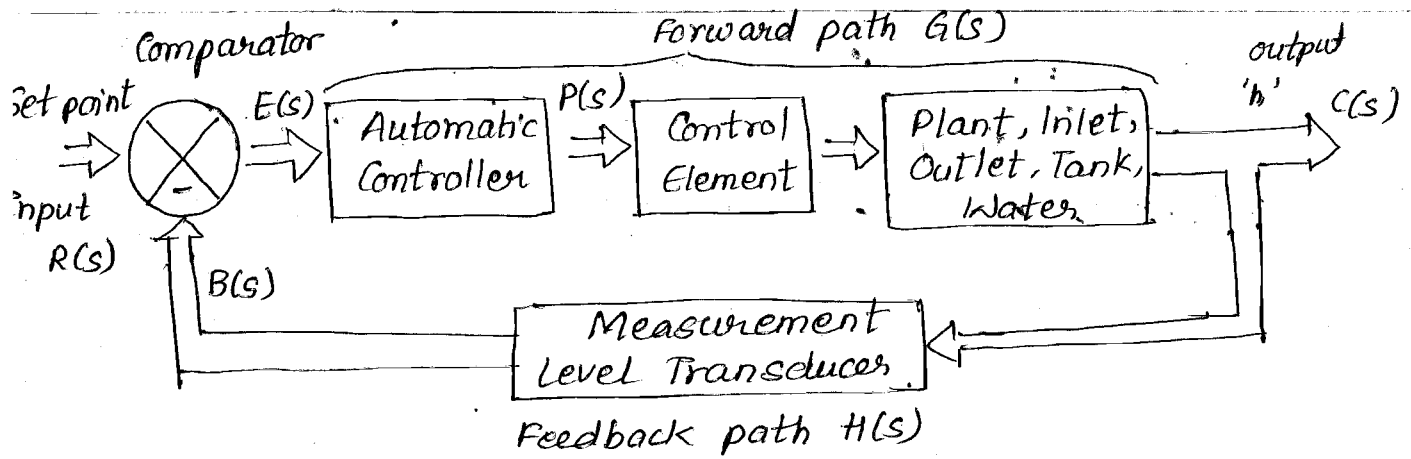 Comparator
Forward path G(s)
output
'h'
C(s)
Set point
E(s)
P(s)
Automatic
Controller
Control
Element
Plant, Inlet,
Outlet, Tank,
Water
-
input
R(s)
B(s)
Measurement
Level Transducer
Feedback path H(s)